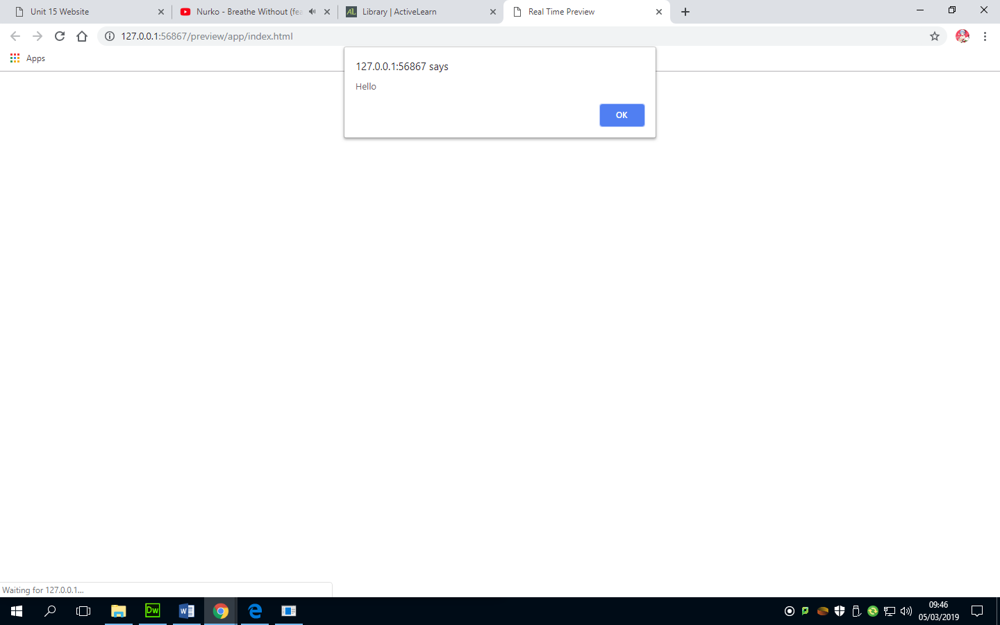 Unit 15 Website
Nurko - Breathe Without (fea
AL
Library | ActiveLearn
Real Time Preview
127.0.0.1:56867/preview/app/index.html
Apps
127.0.0.1:56867 says
Hello
OK
Waiting for 127.0.0.1...
Dw
W
09:46
05/03/2019